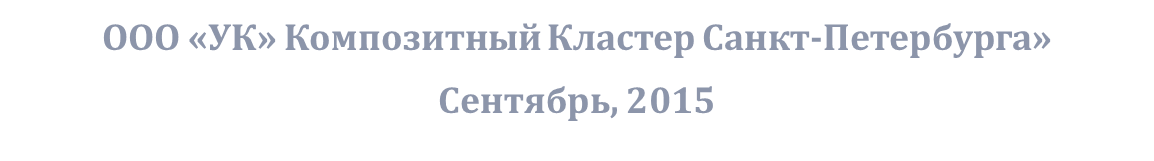 ООО «УК» Композитный Кластер Санкт-Петербурга»
Сентябрь, 2015